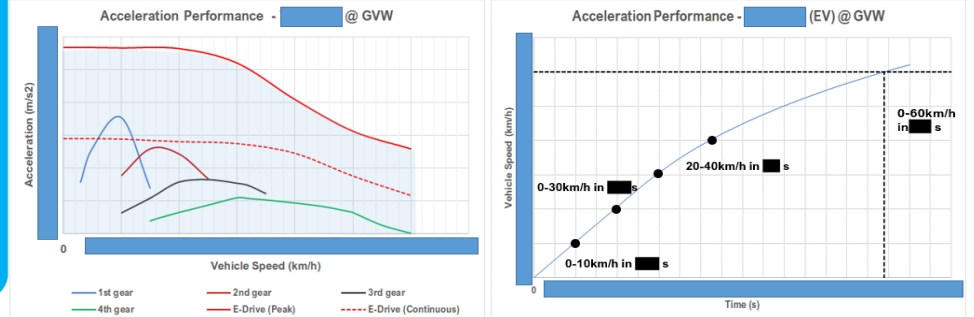 Acceleration Performance - @ GVW
Acceleration (m/s2)
0
Vehicle Speed (km/h)
1st gear
2nd gear
3rd gear
4th gear
E-Drive (Peak)
E-Drive (Continuous)
Acceleration Performance - (EV) @ GVW
Vehicle Speed (km/h)
0-60km/h
in s
20-40km/h in s
0-30km/h in s
0-10km/h in s
0
Time (s)